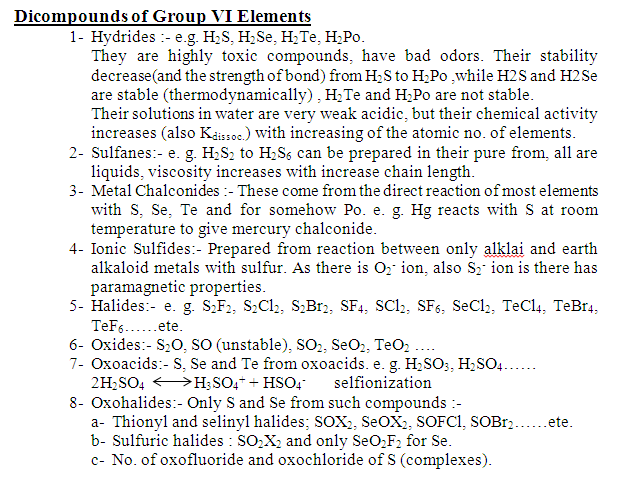 Dicompounds of Group VI Elements
1- Hydrides :- e.g. H₂S, H₂Se, H₂Te, H₂Po.
They are highly toxic compounds, have bad odors. Their stability
decrease(and the strength of bond) from H₂S to H₂Po ,while H2S and H2Se
are stable (thermodynamically) , H₂Te and H₂Po are not stable.
Their solutions in water are very weak acidic, but their chemical activity
increases (also Kdissoc.) with increasing of the atomic no. of elements.
2- Sulfanes:- e. g. H₂S₂ to H₂S₆ can be prepared in their pure from, all are
liquids, viscosity increases with increase chain length.
3- Metal Chalconides :- These come from the direct reaction of most elements
with S, Se, Te and for somehow Po. e. g. Hg reacts with S at room
temperature to give mercury chalconide.
4- Ionic Sulfides:- Prepared from reaction between only alklai and earth
alkaloid metals with sulfur. As there is O₂⁻ ion, also S₂⁻ ion is there has
paramagnetic properties.
5- Halides:- e. g. S₂F₂, S₂Cl₂, S₂Br₂, SF₄, SCl₂, SF₆, SeCl₂, TeCl₄, TeBr₄,
TeF₆……ete.
6- Oxides:- S₂O, SO (unstable), SO₂, SeO₂, TeO₂ ….
7- Oxoacids:- S, Se and Te from oxoacids. e. g. H₂SO₃, H₂SO₄……
2H₂SO₄ ⟷ H₃SO₄⁺ + HSO₄⁻ selfionization
8- Oxohalides:- Only S and Se from such compounds :-
a- Thionyl and selinyl halides; SOX₂, SeOX₂, SOFCl, SOBr₂……ete.
b- Sulfuric halides : SO₂X₂ and only SeO₂F₂ for Se.
c- No. of oxofluoride and oxochloride of S (complexes).